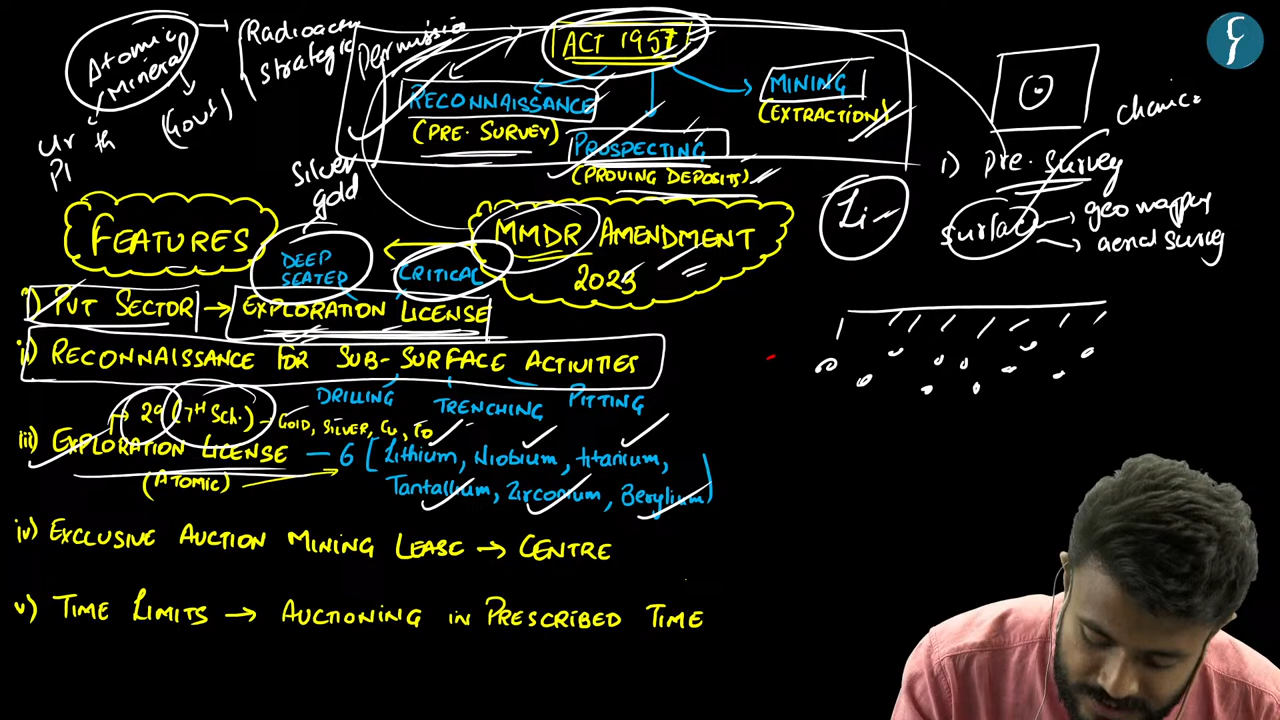 Atomic
Mineral
Radioactive
Strategic
(Govt)
Ur th
Pl
Permission
ACT 1957
RECONNAISSANCE
(PRE-SURVEY)
PROSPECTING
(PROVING DEPOSITS)
MINING
(EXTRACTION)
chance
i) pre-survey
surface → geo mapping
→ aerial survey
Li
Silver
gold
FEATURES
DEEP
SEATER
CRITICAL
MMDR AMENDMENT
2023
i) PVT SECTOR → EXPLORATION LICENSE
ii) RECONNAISSANCE FOR SUB-SURFACE ACTIVITIES
DRILLING TRENCHING PITTING
→ 29 (7TH Sch.) - GOLD, SILVER, Cu,
iii) EXPLORATION LICENSE — 6 [Lithium, Niobium, titanium,
Tantallium, Zirconium, Berylium]
(ATOMIC)
iv) EXCLUSIVE AUCTION MINING LEASE → CENTRE
v) TIME LIMITS → AUCTIONING IN PRESCRIBED TIME